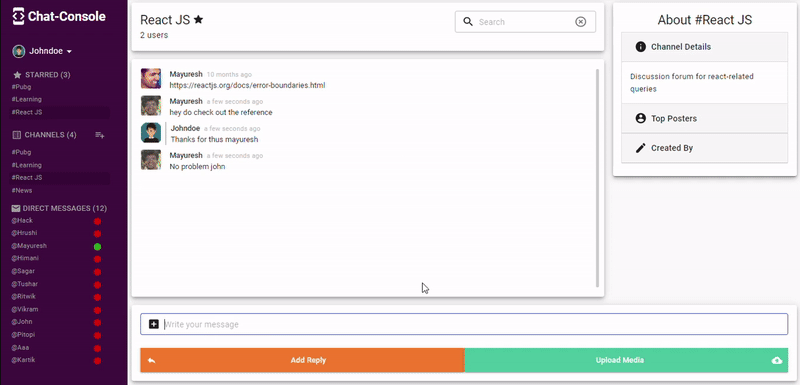 Chat-Console
Johndoe
STARRED (3)
#Pubg
#Learning
#React JS
CHANNELS (4)
#Pubg
#Learning
#React JS
#News
DIRECT MESSAGES (12)
@Hack
@Hrushi
@Mayuresh
@Himani
@Sagar
@Tushar
@Ritwik
@Vikram
@John
@Pitopi
@Aaa
@Kartik
React JS
2 users
Search
Mayuresh 10 months ago
https://reactjs.org/docs/error-boundaries.html
Mayuresh a few seconds ago
hey do check out the reference
Johndoe a few seconds ago
Thanks for thus mayuresh
Mayuresh a few seconds ago
No problem john
Write your message
Add Reply
Upload Media
About #React JS
Channel Details
Discussion forum for react-related
queries
Top Posters
Created By